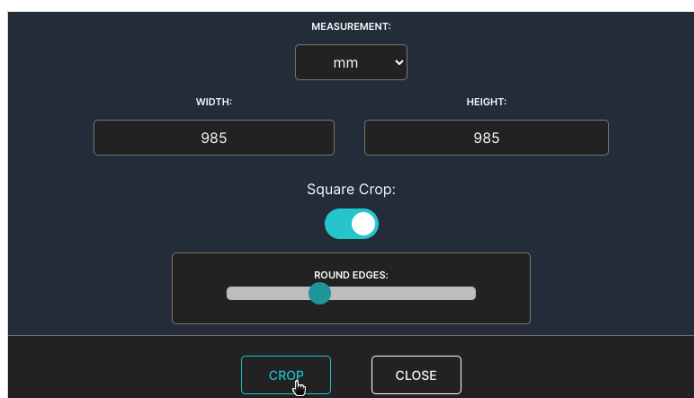 MEASUREMENT:
mm
WIDTH: HEIGHT:
985 985
Square Crop:
ROUND EDGES:
CROP CLOSE